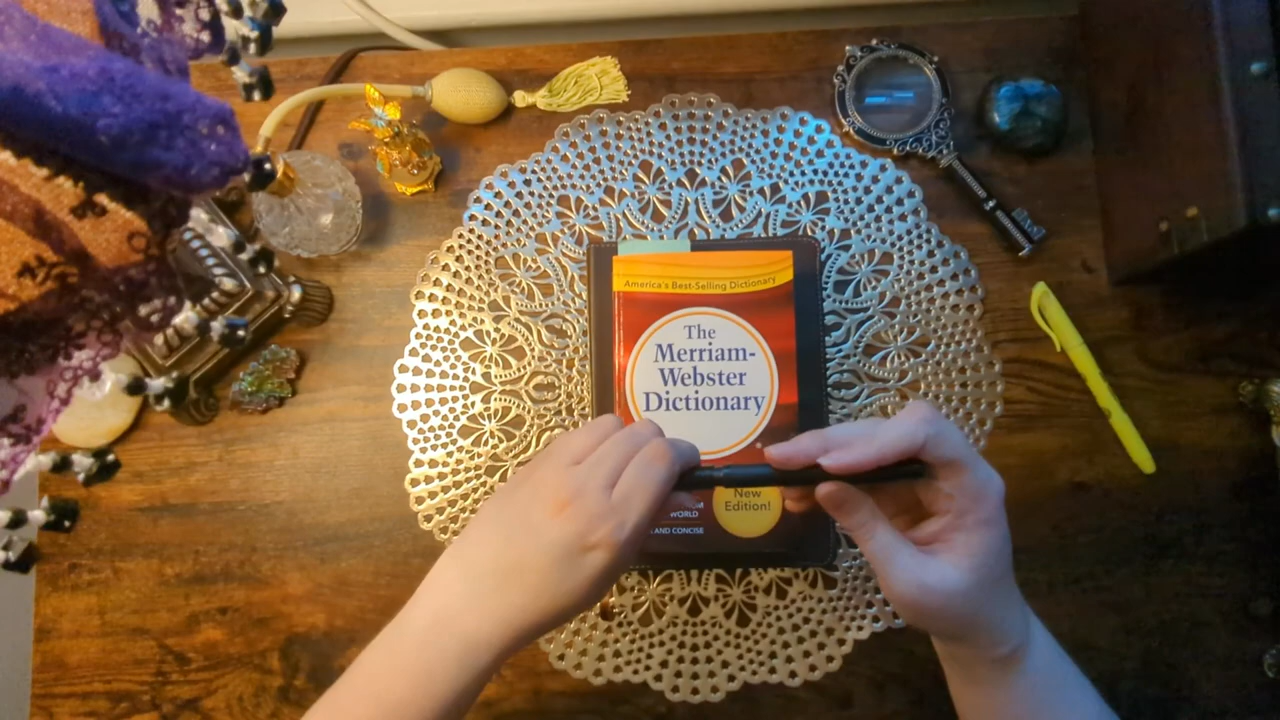 America's Best-Selling Dictionary
The
Merriam-
Webster
Dictionary
New
Edition!
WORLD
AND CONCISE